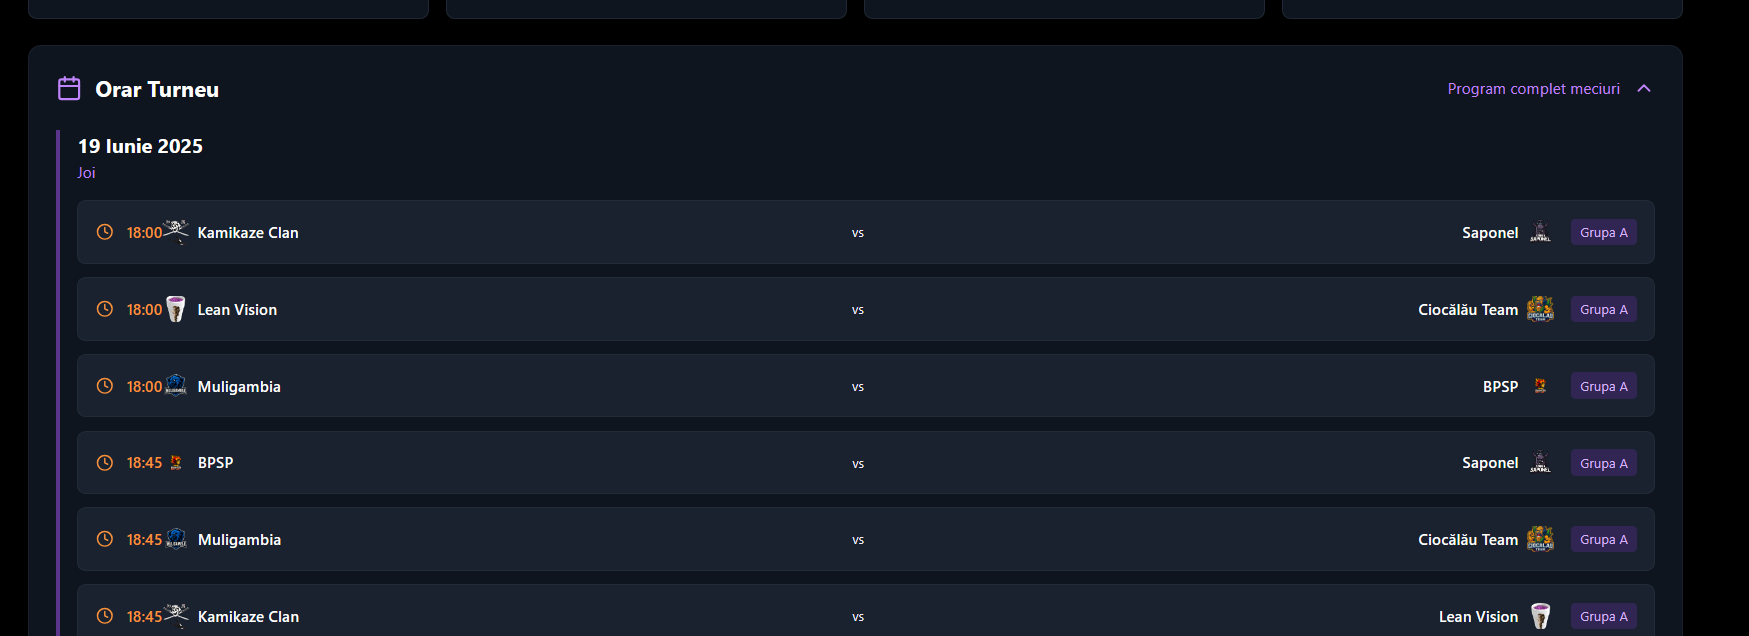 Orar Turneu
Program complet meciuri
19 Iunie 2025
Joi
18:00 Kamikaze Clan vs Saponel Grupa A
18:00 Lean Vision vs Ciocălău Team Grupa A
18:00 Muligambia vs BPSP Grupa A
18:45 BPSP vs Saponel Grupa A
18:45 Muligambia vs Ciocălău Team Grupa A
18:45 Kamikaze Clan vs Lean Vision Grupa A